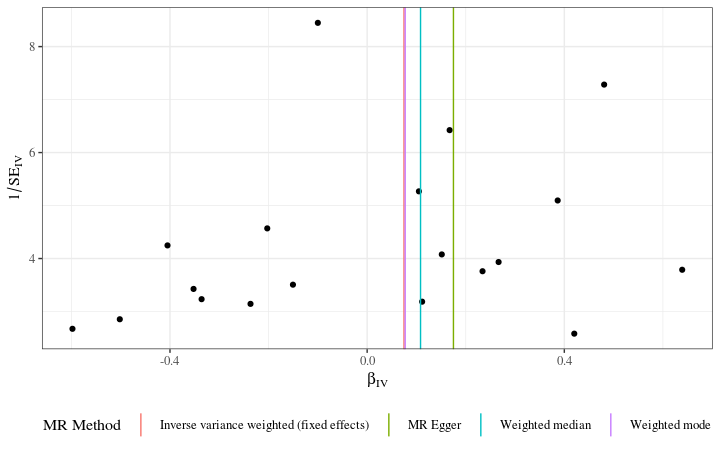 8
6
4
1/SE_IV
-0.4 0.0 0.4
β_IV
MR Method Inverse variance weighted (fixed effects) MR Egger Weighted median Weighted mode